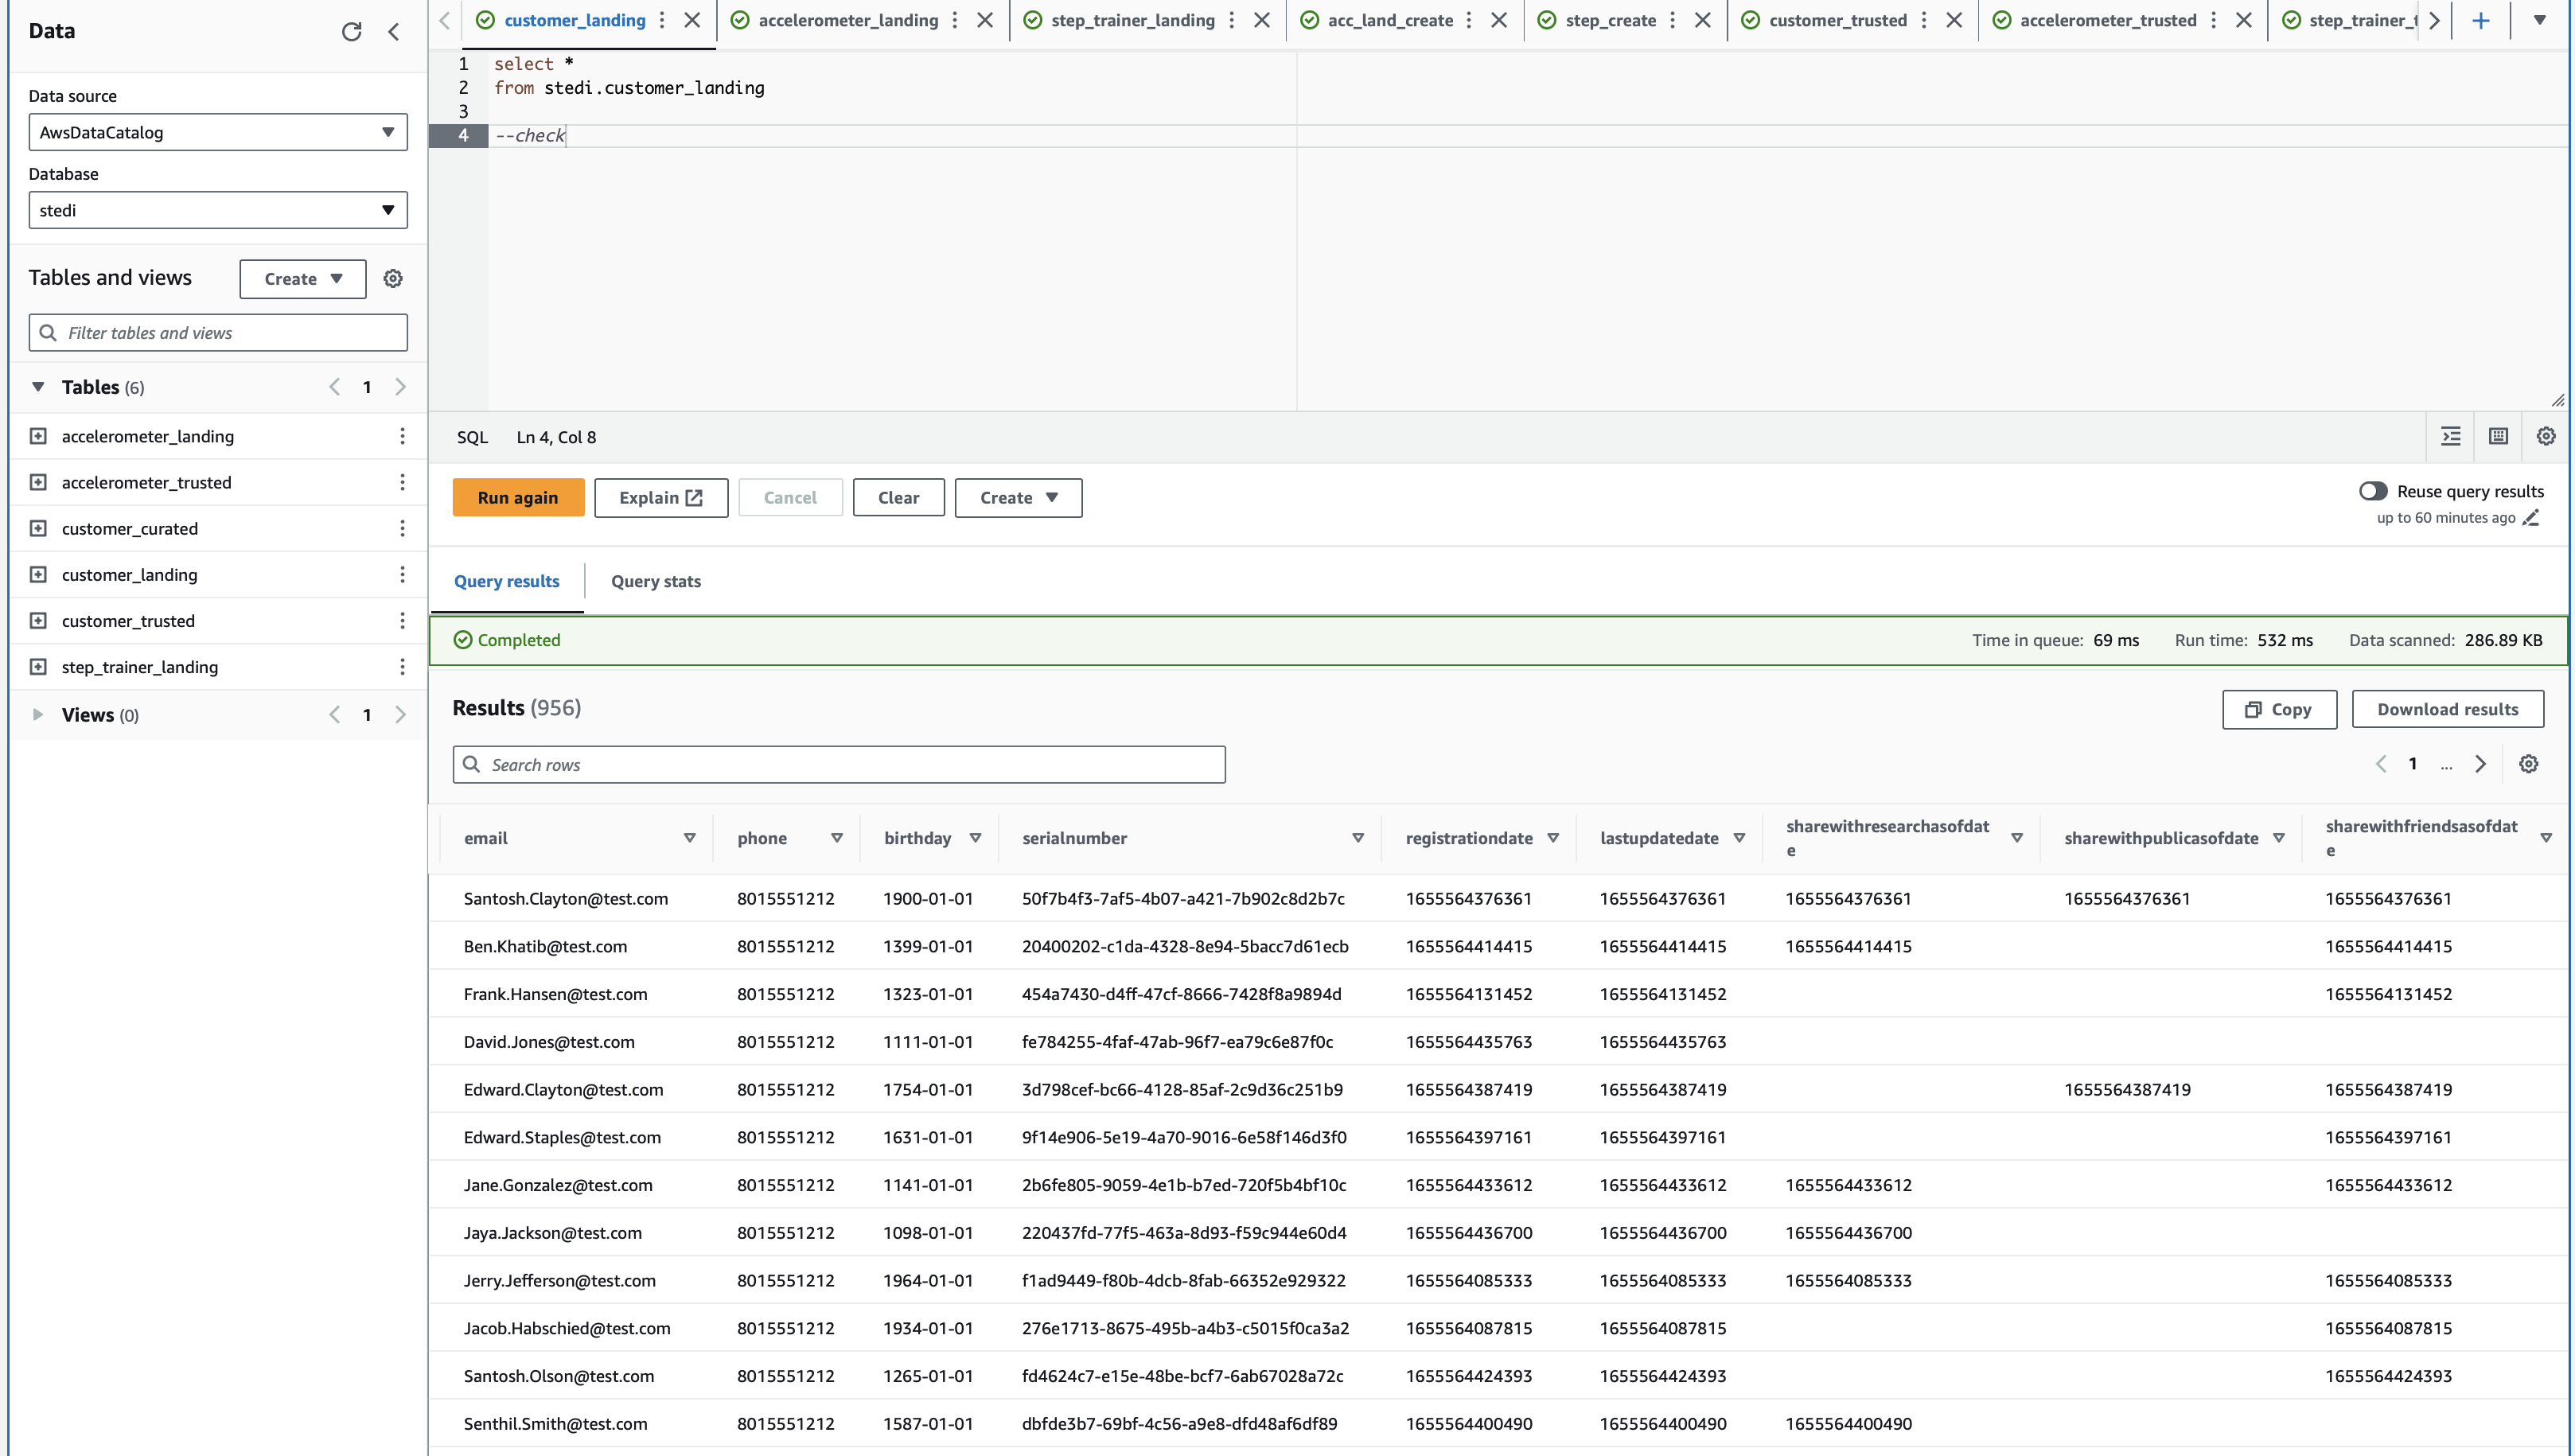 Data
Data source
AwsDataCatalog
Database
stedi
Tables and views
Create
Filter tables and views
Tables (6)
1
accelerometer_landing
accelerometer_trusted
customer_curated
customer_landing
customer_trusted
step_trainer_landing
Views (0)
1
customer_landing accelerometer_landing step_trainer_landing acc_land_create step_create customer_trusted accelerometer_trusted step_trainer_t
1 select *
2 from stedi.customer_landing
3
4 --check
SQL Ln 4, Col 8
Run again Explain Cancel Clear Create
Reuse query results
up to 60 minutes ago
Query results Query stats
Completed Time in queue: 69 ms Run time: 532 ms Data scanned: 286.89 KB
Results (956)
Copy Download results
Search rows
1 ...
email phone birthday serialnumber registrationdate lastupdatedate sharewithresearchasofdate sharewithpublicasofdate sharewithfriendsasofdate
Santosh.Clayton@test.com 8015551212 1900-01-01 50f7b4f3-7af5-4b07-a421-7b902c8d2b7c 1655564376361 1655564376361 1655564376361 1655564376361 1655564376361
Ben.Khatib@test.com 8015551212 1399-01-01 20400202-c1da-4328-8e94-5bacc7d61ecb 1655564414415 1655564414415 1655564414415 1655564414415
Frank.Hansen@test.com 8015551212 1323-01-01 454a7430-d4ff-47cf-8666-7428f8a9894d 1655564131452 1655564131452 1655564131452
David.Jones@test.com 8015551212 1111-01-01 fe784255-4faf-47ab-96f7-ea79c6e87f0c 1655564435763 1655564435763
Edward.Clayton@test.com 8015551212 1754-01-01 3d798cef-bc66-4128-85af-2c9d36c251b9 1655564387419 1655564387419 1655564387419 1655564387419
Edward.Staples@test.com 8015551212 1631-01-01 9f14e906-5e19-4a70-9016-6e58f146d3f0 1655564397161 1655564397161 1655564397161
Jane.Gonzalez@test.com 8015551212 1141-01-01 2b6fe805-9059-4e1b-b7ed-720f5b4bf10c 1655564433612 1655564433612 1655564433612 1655564433612
Jaya.Jackson@test.com 8015551212 1098-01-01 220437fd-77f5-463a-8d93-f59c944e60d4 1655564436700 1655564436700 1655564436700
Jerry.Jefferson@test.com 8015551212 1964-01-01 f1ad9449-f80b-4dcb-8fab-66352e929322 1655564085333 1655564085333 1655564085333 1655564085333
Jacob.Habschied@test.com 8015551212 1934-01-01 276e1713-8675-495b-a4b3-c5015f0ca3a2 1655564087815 1655564087815 1655564087815
Santosh.Olson@test.com 8015551212 1265-01-01 fd4624c7-e15e-48be-bcf7-6ab67028a72c 1655564424393 1655564424393 1655564424393
Senthil.Smith@test.com 8015551212 1587-01-01 dbfde3b7-69bf-4c56-a9e8-dfd48af6df89 1655564400490 1655564400490 1655564400490